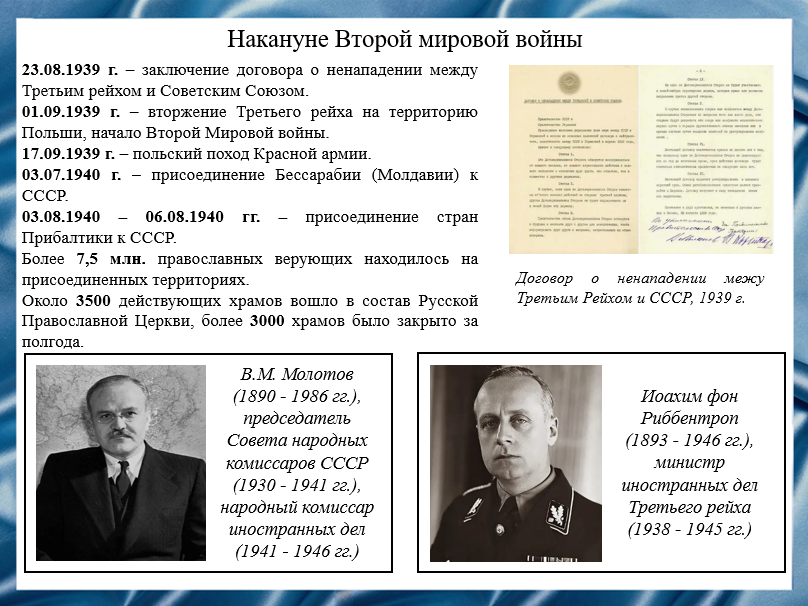 Накануне Второй мировой войны
23.08.1939 г. – заключение договора о ненападении между
Третьим рейхом и Советским Союзом.
01.09.1939 г. – вторжение Третьего рейха на территорию
Польши, начало Второй Мировой войны.
17.09.1939 г. – польский поход Красной армии.
03.07.1940 г. – присоединение Бессарабии (Молдавии) к
СССР.
03.08.1940 – 06.08.1940 гг. – присоединение стран
Прибалтики к СССР.
Более 7,5 млн. православных верующих находилось на
присоединенных территориях.
Около 3500 действующих храмов вошло в состав Русской
Православной Церкви, более 3000 храмов было закрыто за
полгода.
Договор о ненападении межу
Третьим Рейхом и СССР, 1939 г.
В.М. Молотов
(1890 - 1986 гг.),
председатель
Совета народных
комиссаров СССР
(1930 - 1941 гг.),
народный комиссар
иностранных дел
(1941 - 1946 гг.)
Иоахим фон
Риббентроп
(1893 - 1946 гг.),
министр
иностранных дел
Третьего рейха
(1938 - 1945 гг.)